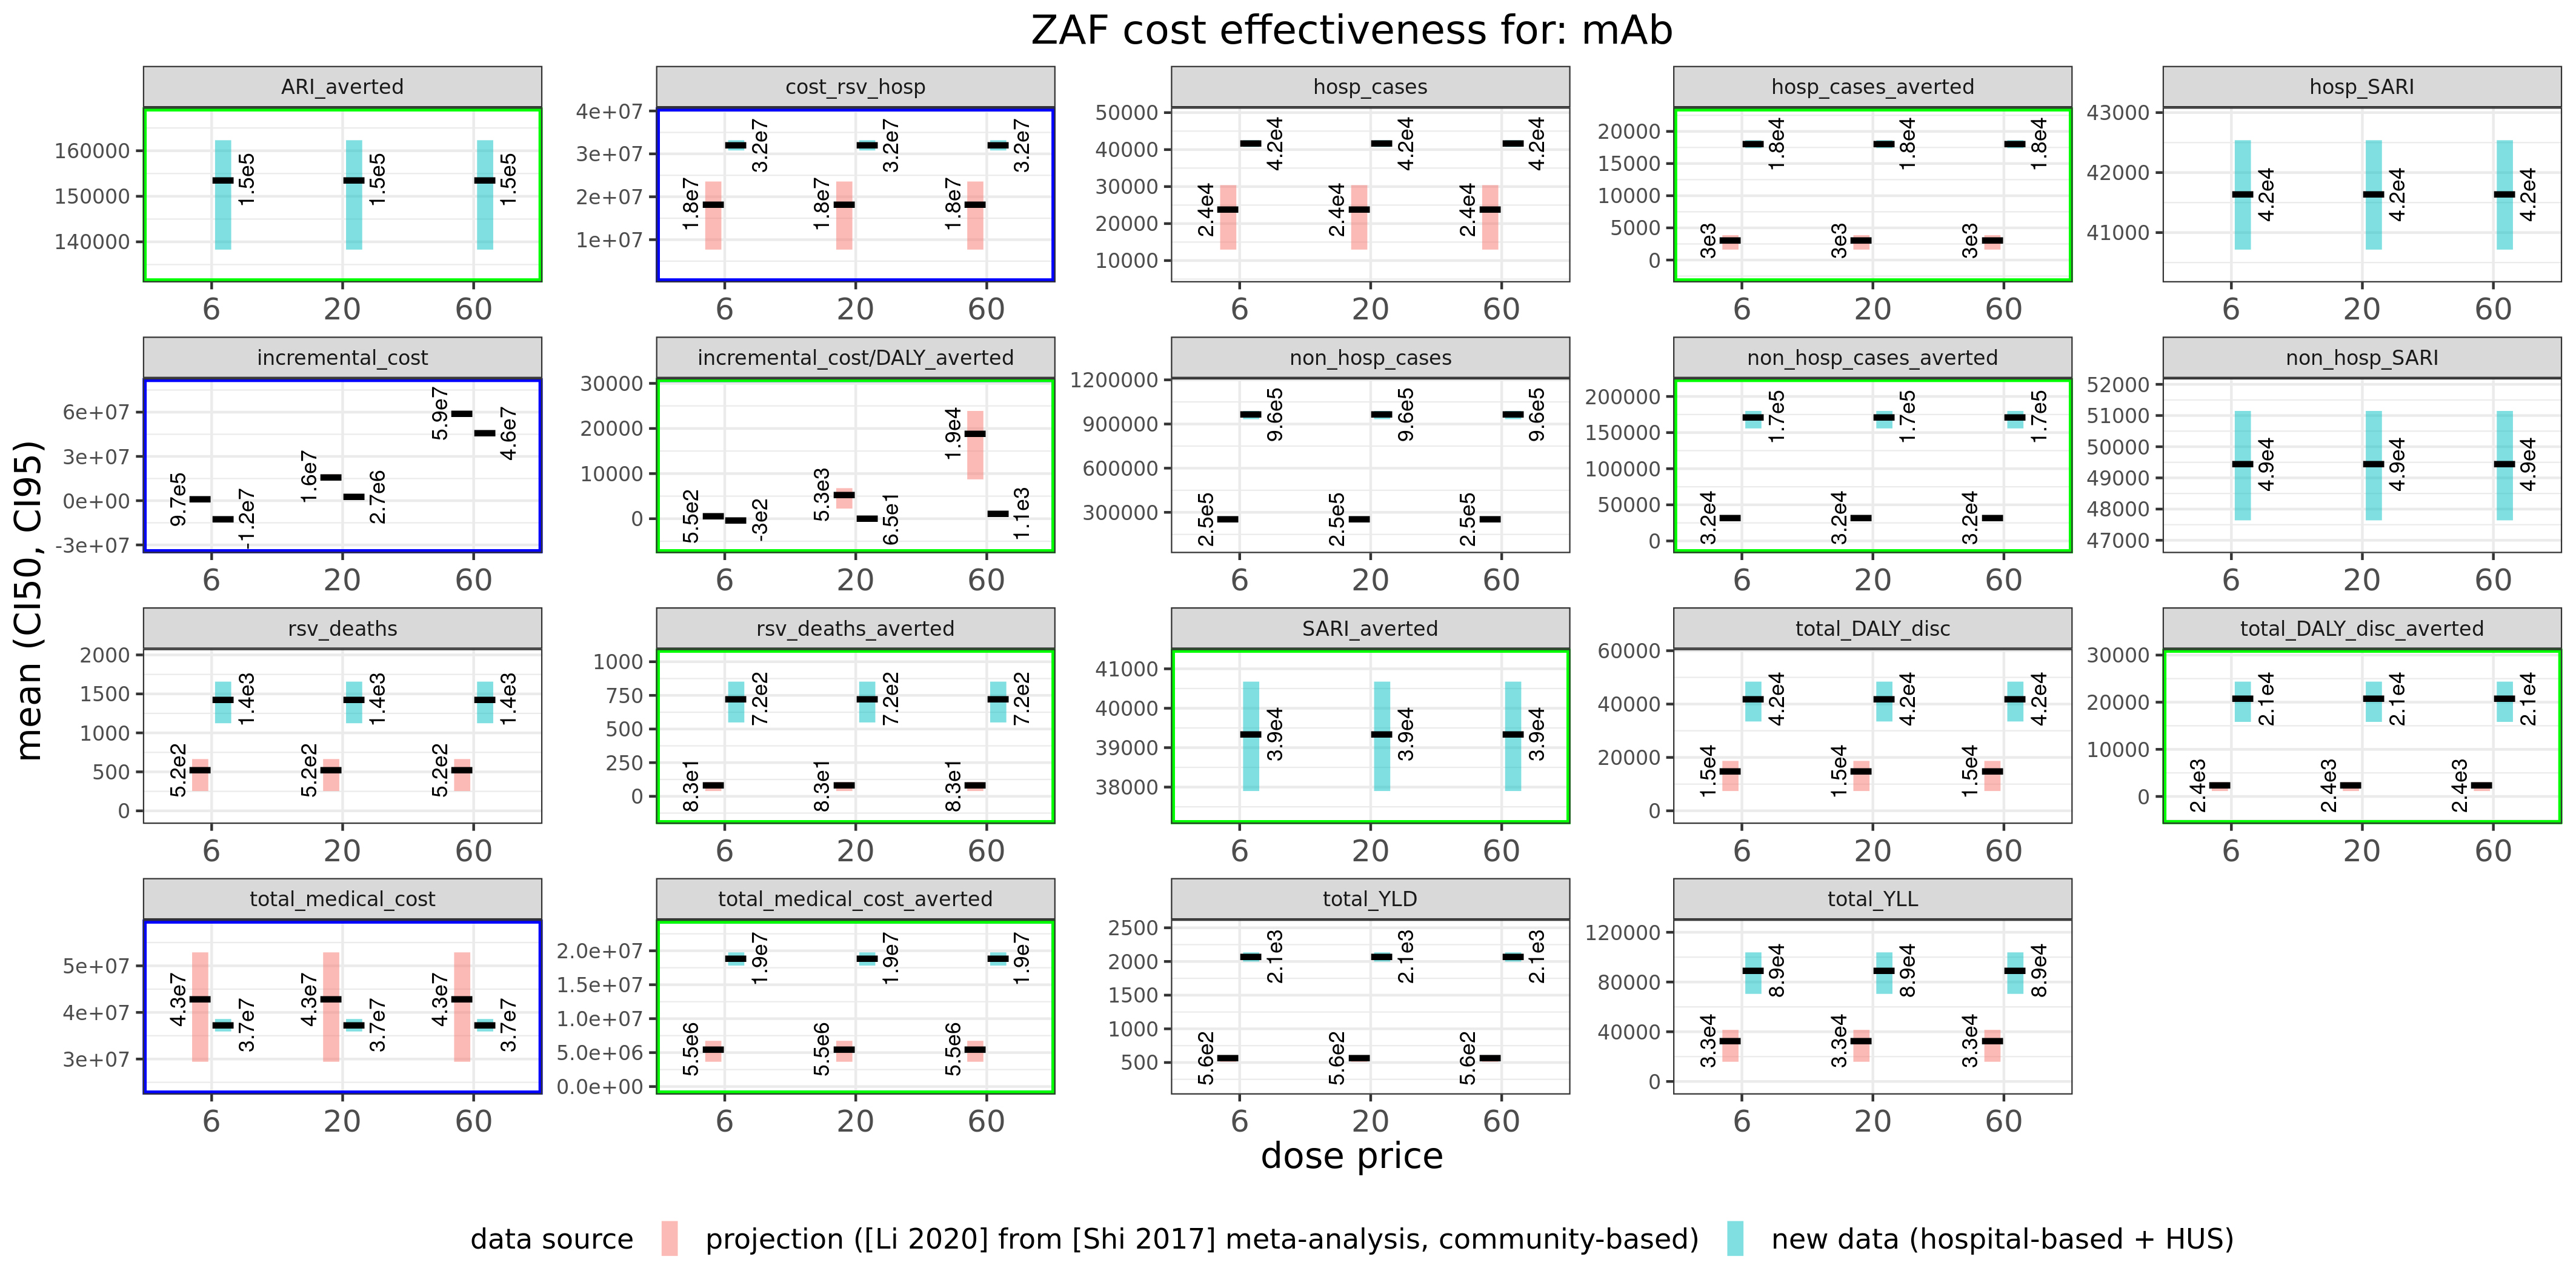 ZAF cost effectiveness for: mAb
mean (CI50, CI95)
ARI_averted
160000
150000
140000
1.5e5 1.5e5 1.5e5
6 20 60
cost_rsv_hosp
4e+07
3e+07
2e+07
1e+07
1.8e7 3.2e7 1.8e7 3.2e7 1.8e7 3.2e7
6 20 60
hosp_cases
50000
40000
30000
20000
10000
2.4e4 4.2e4 2.4e4 4.2e4 2.4e4 4.2e4
6 20 60
hosp_cases_averted
20000
15000
10000
5000
0
3e3 1.8e4 3e3 1.8e4 3e3 1.8e4
6 20 60
hosp_SARI
43000
42000
41000
4.2e4 4.2e4 4.2e4
6 20 60
incremental_cost
6e+07
3e+07
0e+00
-3e+07
9.7e5 -1.2e7 1.6e7 2.7e6 5.9e7 4.6e7
6 20 60
incremental_cost/DALY_averted
30000
20000
10000
0
5.5e2 -3e2 5.3e3 6.5e1 1.9e4 1.1e3
6 20 60
non_hosp_cases
1200000
900000
600000
300000
2.5e5 9.6e5 2.5e5 9.6e5 2.5e5 9.6e5
6 20 60
non_hosp_cases_averted
200000
150000
100000
50000
0
3.2e4 1.7e5 3.2e4 1.7e5 3.2e4 1.7e5
6 20 60
non_hosp_SARI
52000
51000
50000
49000
48000
47000
4.9e4 4.9e4 4.9e4
6 20 60
rsv_deaths
2000
1500
1000
500
0
5.2e2 1.4e3 5.2e2 1.4e3 5.2e2 1.4e3
6 20 60
rsv_deaths_averted
1000
750
500
250
0
8.3e1 7.2e2 8.3e1 7.2e2 8.3e1 7.2e2
6 20 60
SARI_averted
41000
40000
39000
38000
3.9e4 3.9e4 3.9e4
6 20 60
total_DALY_disc
60000
40000
20000
0
1.5e4 4.2e4 1.5e4 4.2e4 1.5e4 4.2e4
6 20 60
total_DALY_disc_averted
30000
20000
10000
0
2.4e3 2.1e4 2.4e3 2.1e4 2.4e3 2.1e4
6 20 60
total_medical_cost
5e+07
4e+07
3e+07
4.3e7 3.7e7 4.3e7 3.7e7 4.3e7 3.7e7
6 20 60
total_medical_cost_averted
2.0e+07
1.5e+07
1.0e+07
5.0e+06
0.0e+00
5.5e6 1.9e7 5.5e6 1.9e7 5.5e6 1.9e7
6 20 60
total_YLD
2500
2000
1500
1000
500
5.6e2 2.1e3 5.6e2 2.1e3 5.6e2 2.1e3
6 20 60
total_YLL
120000
80000
40000
0
3.3e4 8.9e4 3.3e4 8.9e4 3.3e4 8.9e4
6 20 60
dose price
data source projection ([Li 2020] from [Shi 2017] meta-analysis, community-based) new data (hospital-based + HUS)